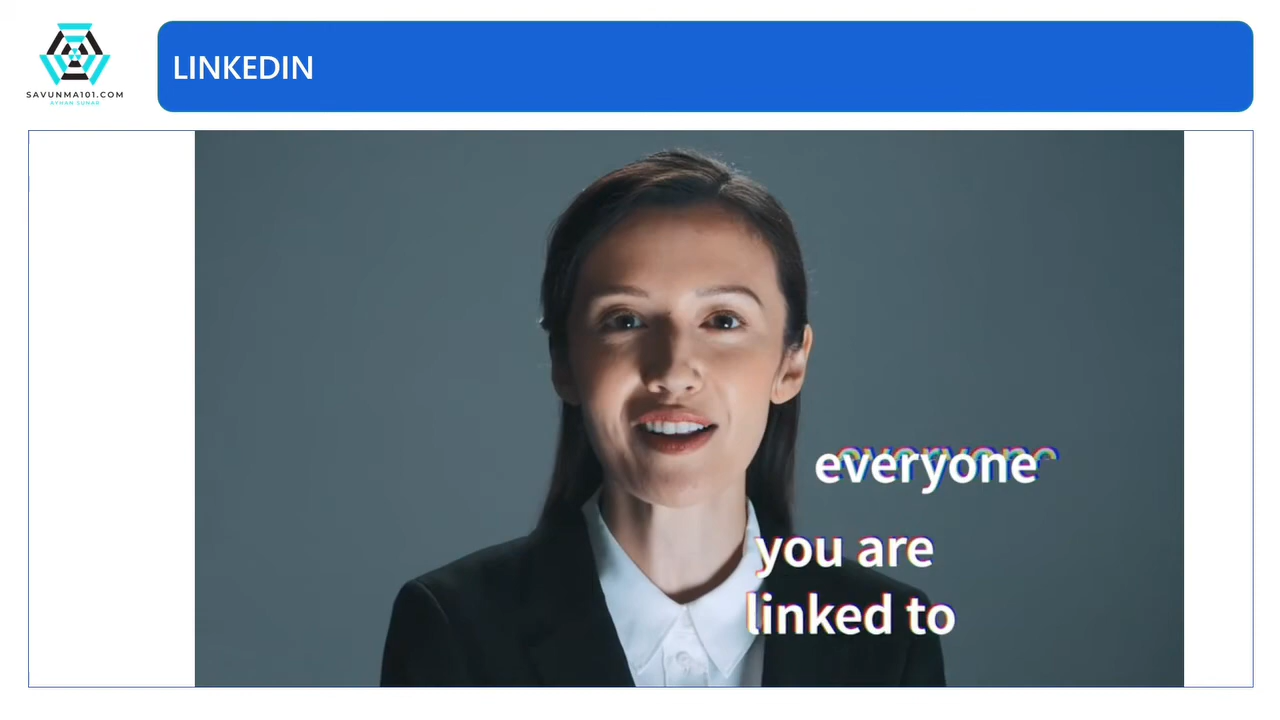 LINKEDIN
SAVUNMA101.COM
AYHAN SUNAR
everyone
you are
linked to